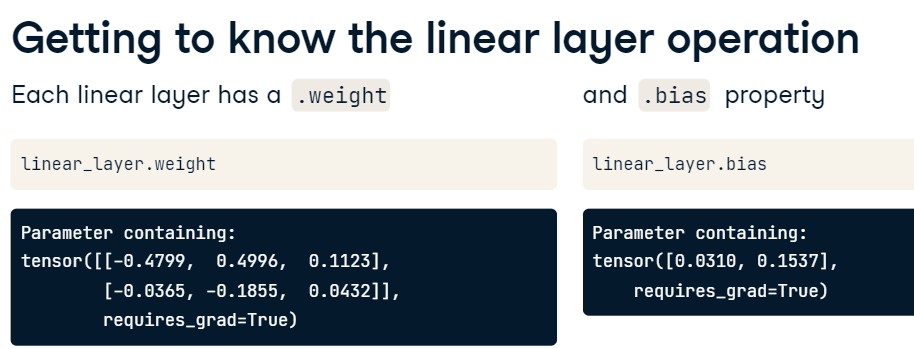 Getting to know the linear layer operation
Each linear layer has a .weight
and .bias property
linear_layer.weight
linear_layer.bias
Parameter containing:
tensor([[-0.4799,  0.4996,  0.1123],
        [-0.0365, -0.1855,  0.0432]],
        requires_grad=True)
Parameter containing:
tensor([0.0310, 0.1537],
    requires_grad=True)